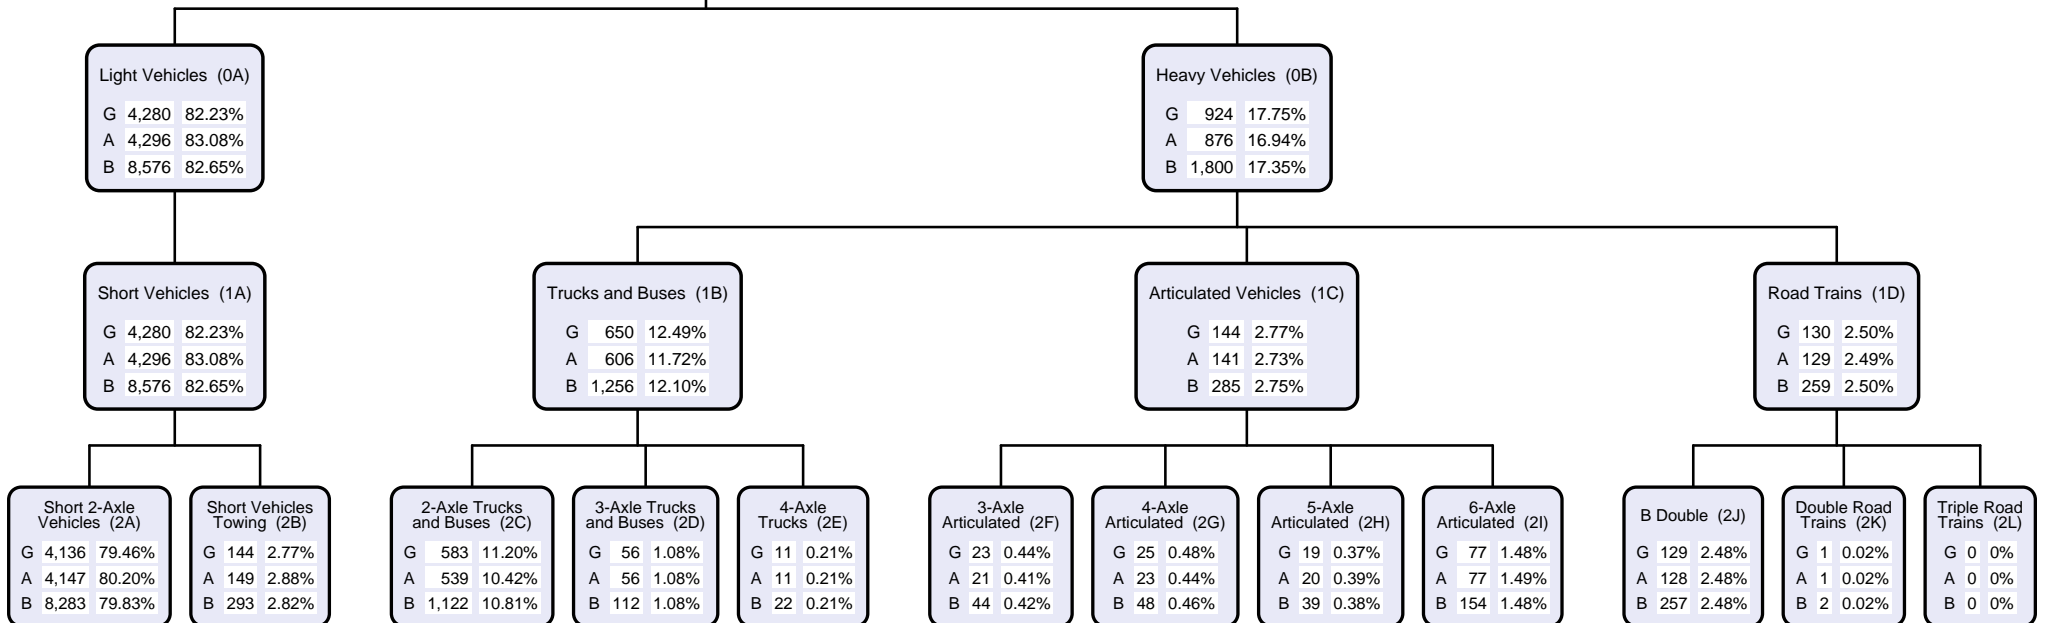 Light Vehicles (0A)
G 4,280 82.23%
A 4,296 83.08%
B 8,576 82.65%
Heavy Vehicles (0B)
G 924 17.75%
A 876 16.94%
B 1,800 17.35%
Short Vehicles (1A)
G 4,280 82.23%
A 4,296 83.08%
B 8,576 82.65%
Trucks and Buses (1B)
G 650 12.49%
A 606 11.72%
B 1,256 12.10%
Articulated Vehicles (1C)
G 144 2.77%
A 141 2.73%
B 285 2.75%
Road Trains (1D)
G 130 2.50%
A 129 2.49%
B 259 2.50%
Short 2-Axle
Vehicles (2A)
G 4,136 79.46%
A 4,147 80.20%
B 8,283 79.83%
Short Vehicles
Towing (2B)
G 144 2.77%
A 149 2.88%
B 293 2.82%
2-Axle Trucks
and Buses (2C)
G 583 11.20%
A 539 10.42%
B 1,122 10.81%
3-Axle Trucks
and Buses (2D)
G 56 1.08%
A 56 1.08%
B 112 1.08%
4-Axle
Trucks (2E)
G 11 0.21%
A 11 0.21%
B 22 0.21%
3-Axle
Articulated (2F)
G 23 0.44%
A 21 0.41%
B 44 0.42%
4-Axle
Articulated (2G)
G 25 0.48%
A 23 0.44%
B 48 0.46%
5-Axle
Articulated (2H)
G 19 0.37%
A 20 0.39%
B 39 0.38%
6-Axle
Articulated (2I)
G 77 1.48%
A 77 1.49%
B 154 1.48%
B Double (2J)
G 129 2.48%
A 128 2.48%
B 257 2.48%
Double Road
Trains (2K)
G 1 0.02%
A 1 0.02%
B 2 0.02%
Triple Road
Trains (2L)
G 0 0%
A 0 0%
B 0 0%